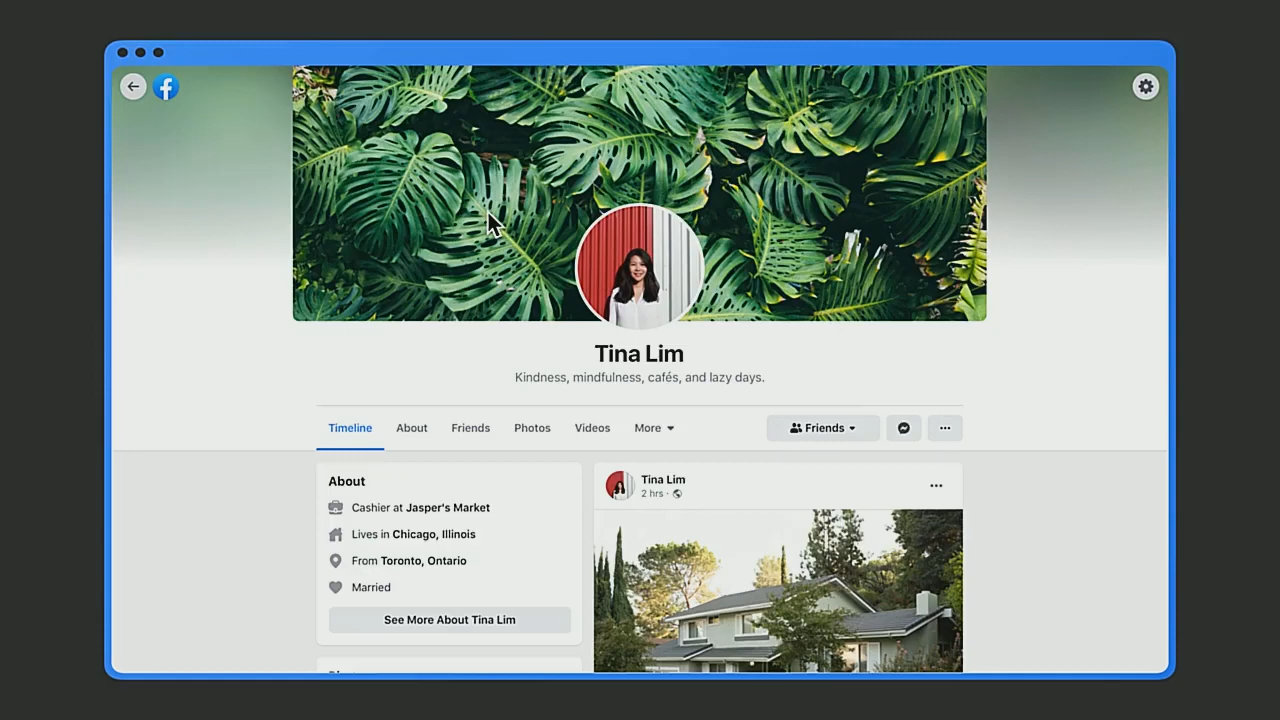 Tina Lim
Kindness, mindfulness, cafés, and lazy days.
Timeline About Friends Photos Videos More Friends
About
Cashier at Jasper's Market
Lives in Chicago, Illinois
From Toronto, Ontario
Married
See More About Tina Lim
Tina Lim
2 hrs ·